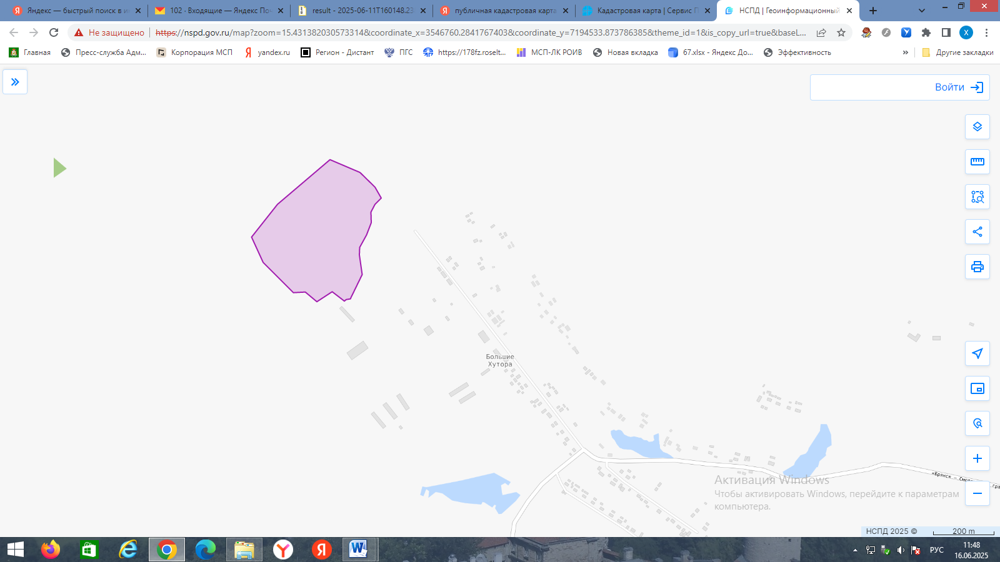 Яндекс — быстрый поиск в и
102 · Входящие — Яндекс По
result - 2025-06-11T160148.23
публичная кадастровая карта
Кадастровая карта | Сервис П
НСПД | Геоинформационный
Не защищено
https://nspd.gov.ru/map?zoom=15.431382030573314&coordinate_x=3546760.2841767403&coordinate_y=7194533.873786385&theme_id=1&is_copy_url=true&baseL...
X
Главная
Пресс-служба Адм...
Корпорация МСП
yandex.ru
Регион - Дистант
ПГС
https://178fz.roselt...
МСП-ЛК РОИВ
Новая вкладка
67.xlsx - Яндекс До...
Эффективность
»
Другие закладки
Войти
Большие
Хутора
«Брянск — Смо
гра
Активация Windows
Чтобы активировать Windows, перейдите к параметрам
компьютера.
НСПД 2025 ©
200 m
РУС
11:48
16.06.2025